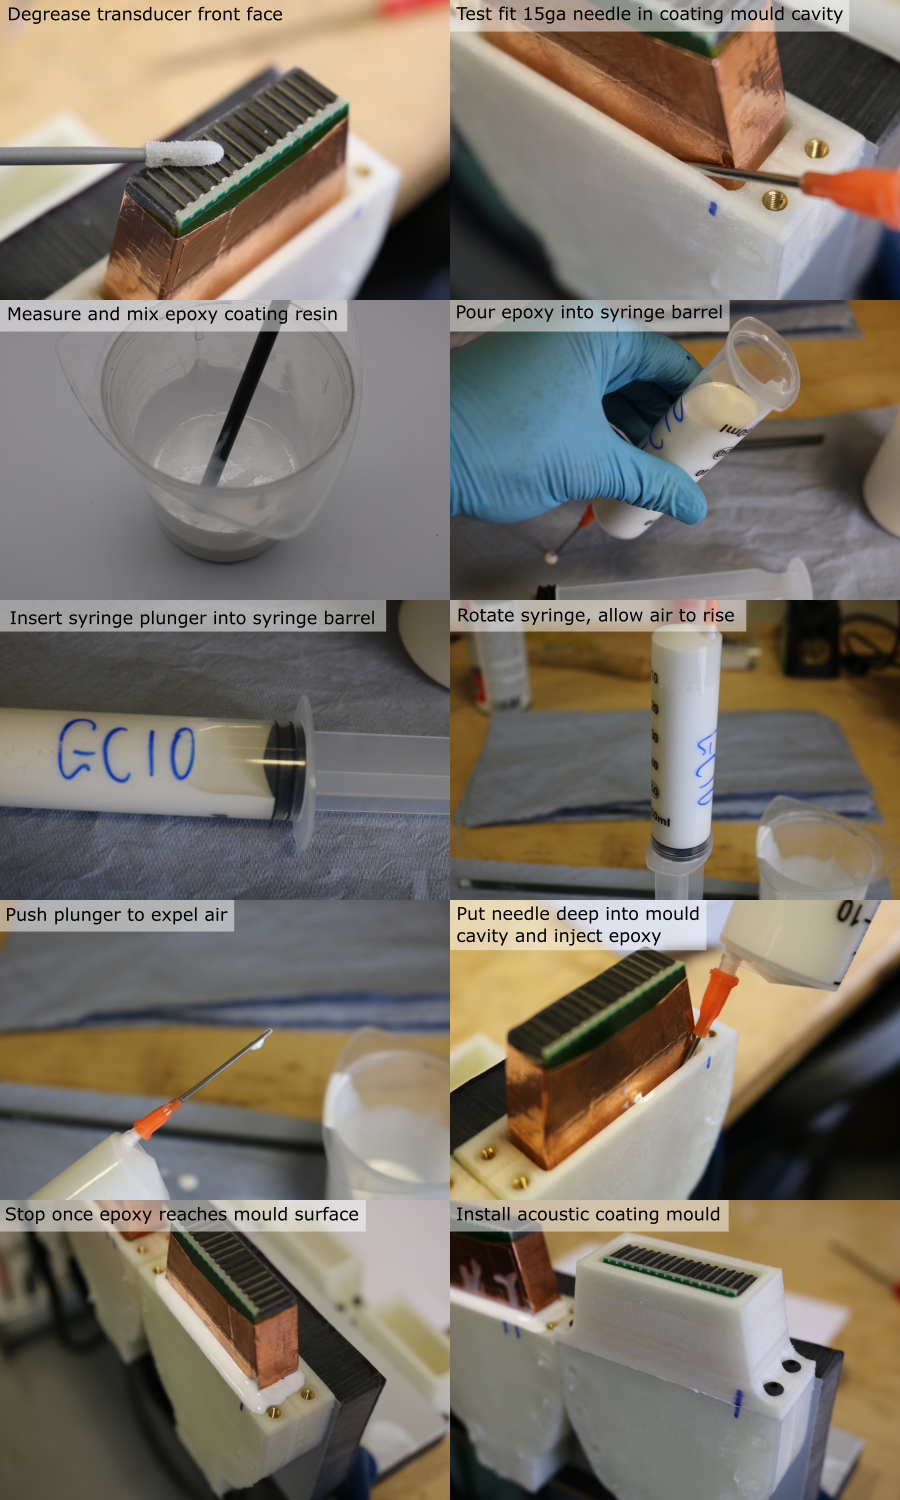 Degrease transducer front face
Test fit 15ga needle in coating mould cavity
Measure and mix epoxy coating resin
Pour epoxy into syringe barrel
Insert syringe plunger into syringe barrel
GC10
Rotate syringe, allow air to rise
Push plunger to expel air
Put needle deep into mould
cavity and inject epoxy
-10
Stop once epoxy reaches mould surface
Install acoustic coating mould